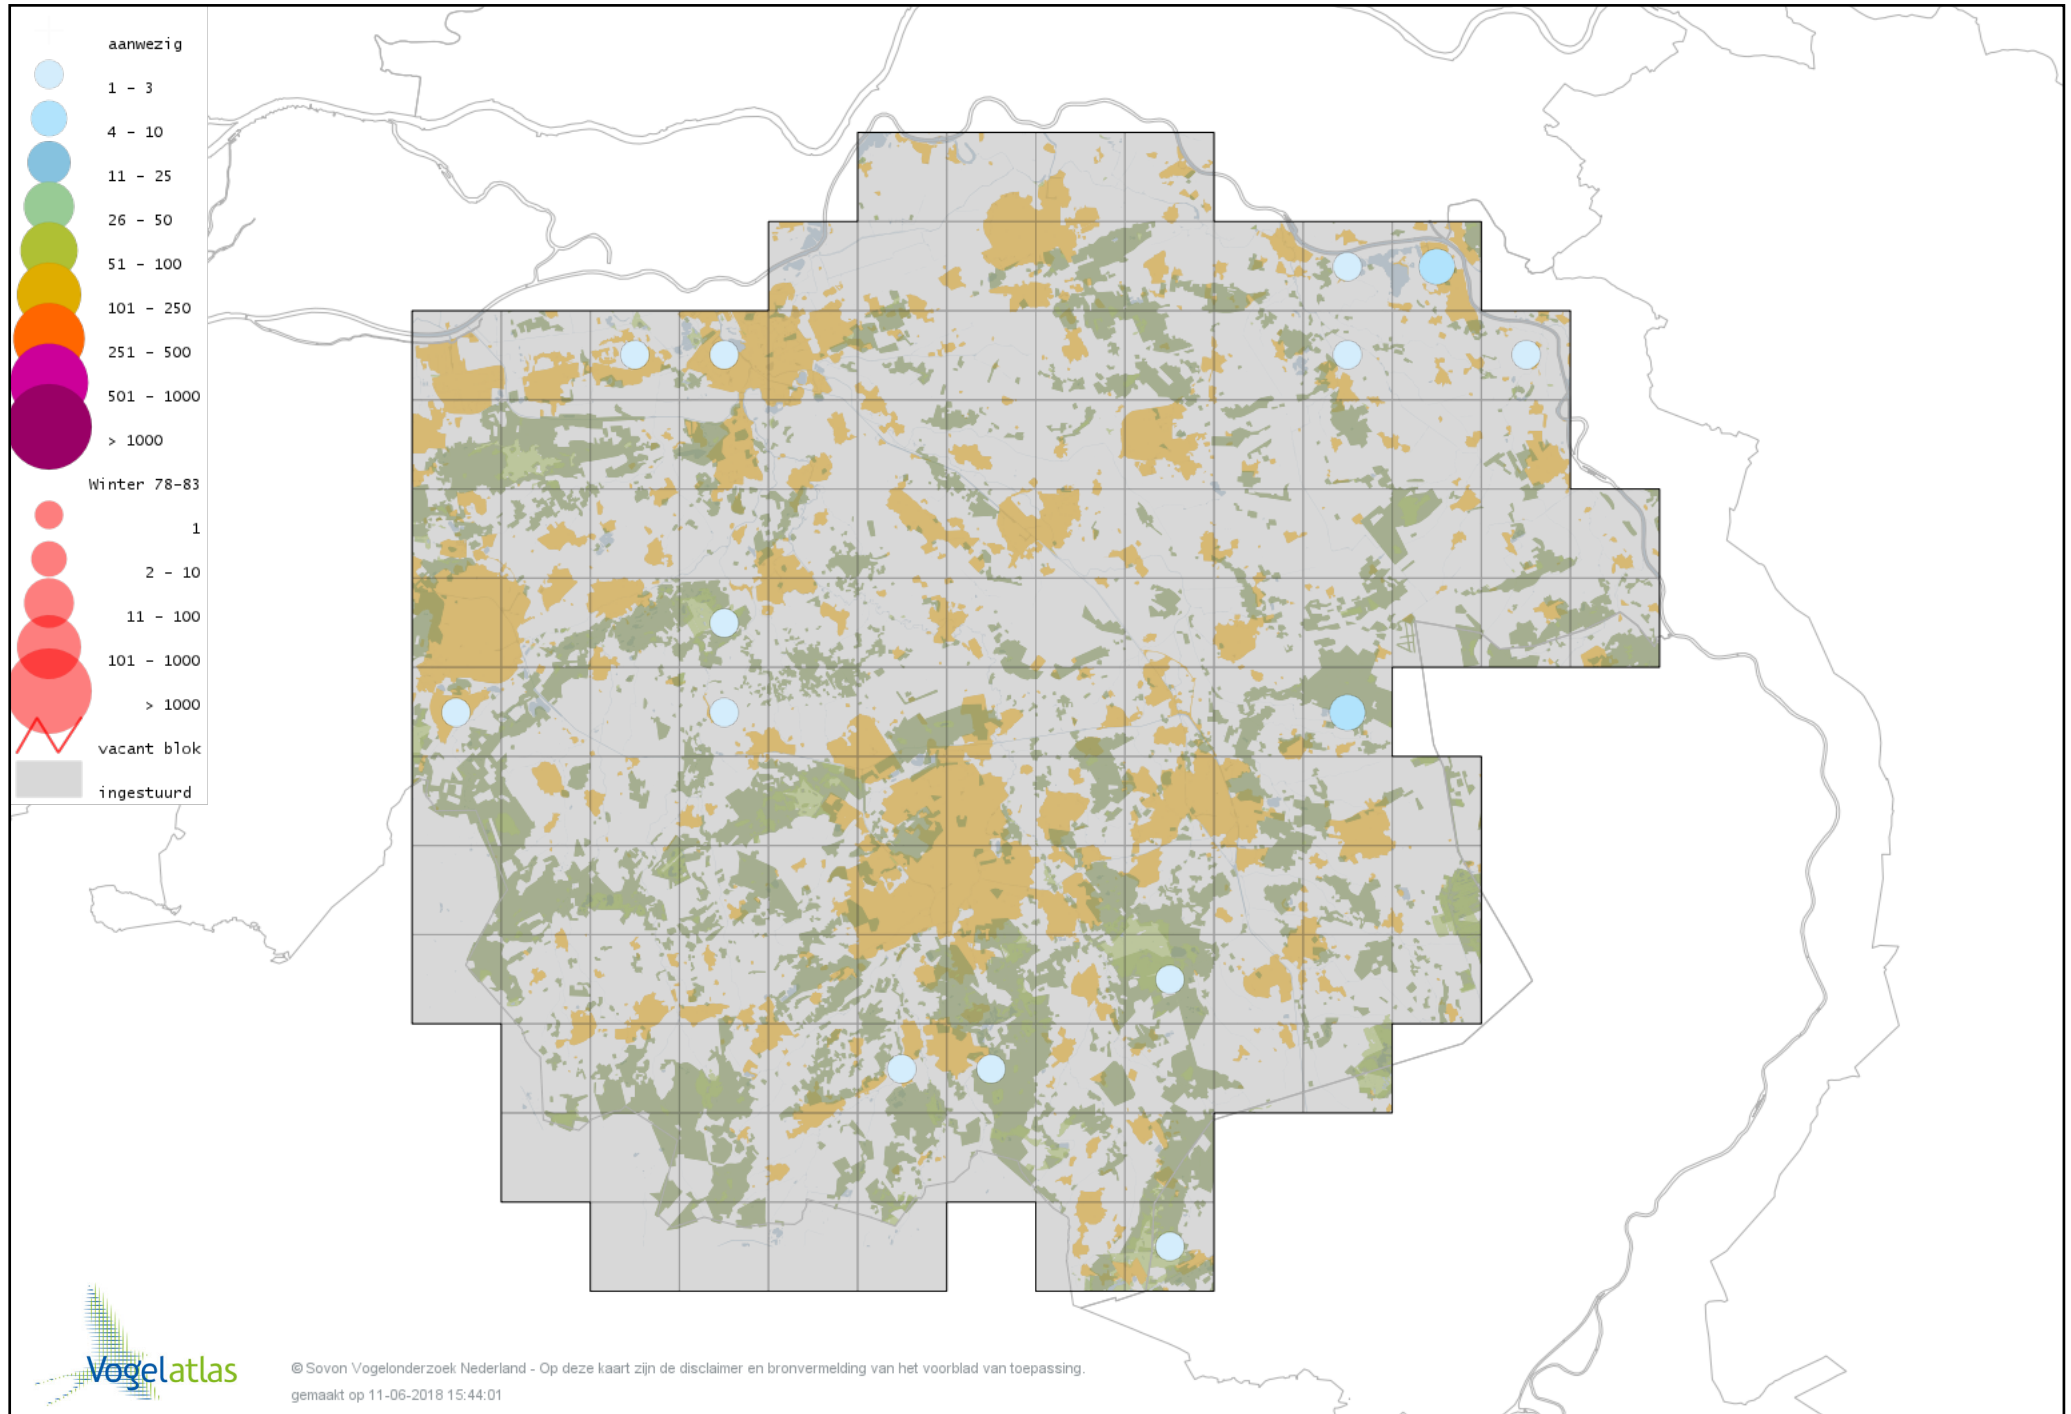 aanwezig
1 – 3
4 – 10
11 – 25
26 – 50
51 – 100
101 – 250
251 – 500
501 – 1000
> 1000
Winter 78-83
1
2 – 10
11 – 100
101 – 1000
> 1000
vacant blok
ingestuurd
Vogelatlas
© Sovon Vogelonderzoek Nederland - Op deze kaart zijn de disclaimer en bronvermelding van het voorblad van toepassing.
gemaakt op 11-06-2018 15:44:01